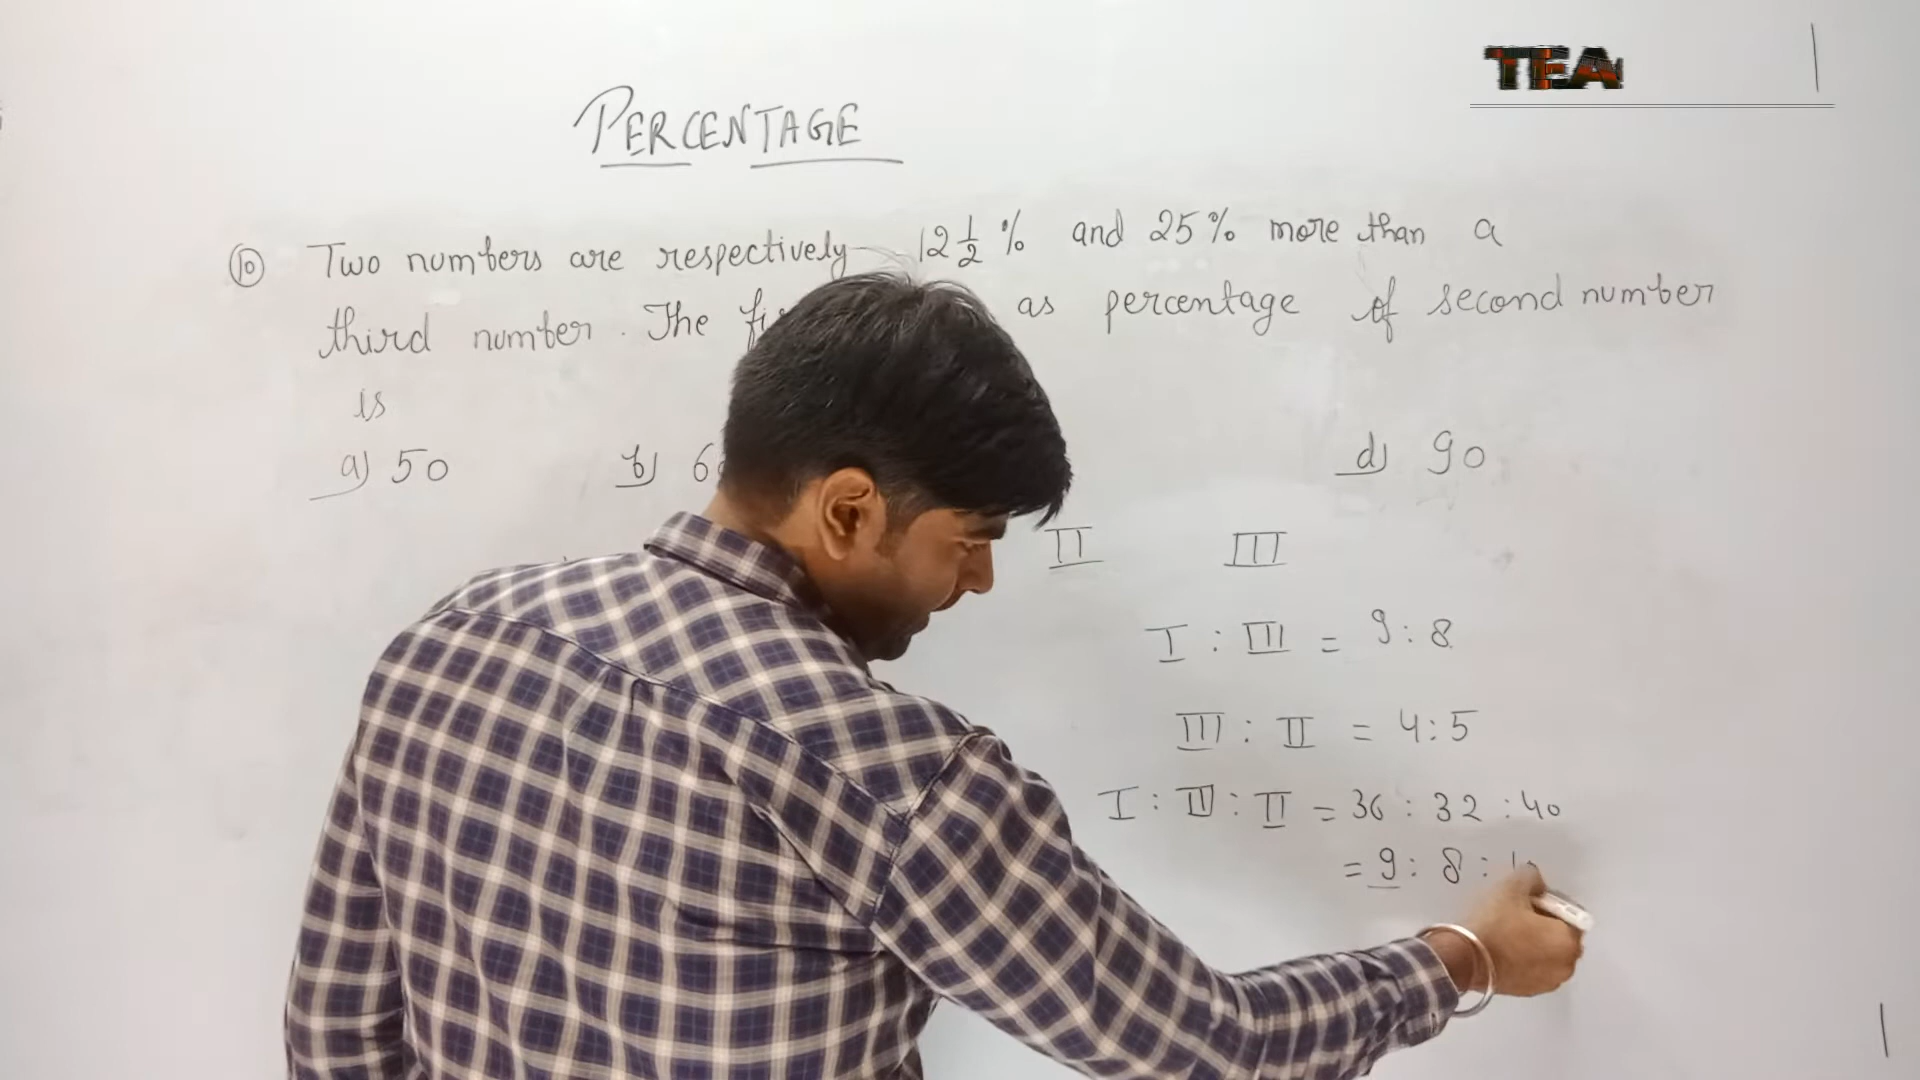 TEA
PERCENTAGE
10 Two numbers are respectively 12 1/2 % and 25% more than a
third number. The as percentage of second number
is
a) 50 b) d) 90
II III
I : III = 9 : 8
III : II = 4 : 5
I : III : II = 36 : 32 : 40
= 9 : 8 :